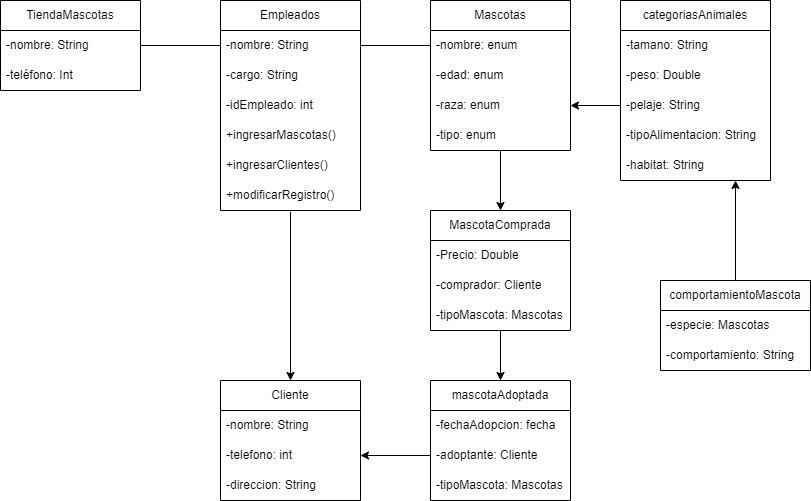 TiendaMascotas
-nombre: String
-teléfono: Int
Empleados
-nombre: String
-cargo: String
-idEmpleado: int
+ingresarMascotas()
+ingresarClientes()
+modificarRegistro()
Mascotas
-nombre: enum
-edad: enum
-raza: enum
-tipo: enum
categoriasAnimales
-tamano: String
-peso: Double
-pelaje: String
-tipoAlimentacion: String
-habitat: String
MascotaComprada
-Precio: Double
-comprador: Cliente
-tipoMascota: Mascotas
comportamientoMascota
-especie: Mascotas
-comportamiento: String
Cliente
-nombre: String
-telefono: int
-direccion: String
mascotaAdoptada
-fechaAdopcion: fecha
-adoptante: Cliente
-tipoMascota: Mascotas